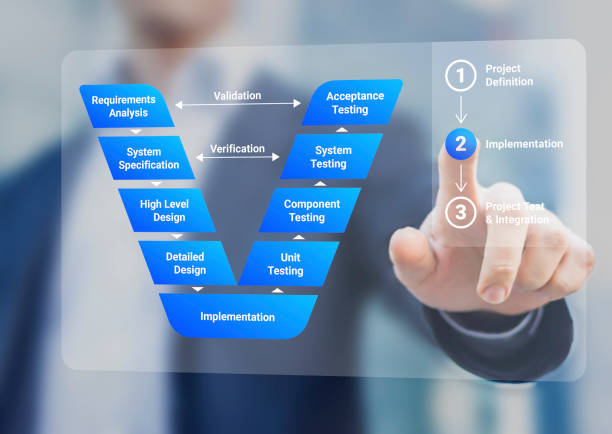 Requirements
Analysis
Validation
Acceptance
Testing
System
Specification
Verification
System
Testing
High Level
Design
Component
Testing
Detailed
Design
Unit
Testing
Implementation
1
Project
Definition
2
Implementation
3
Project Test
& Integration